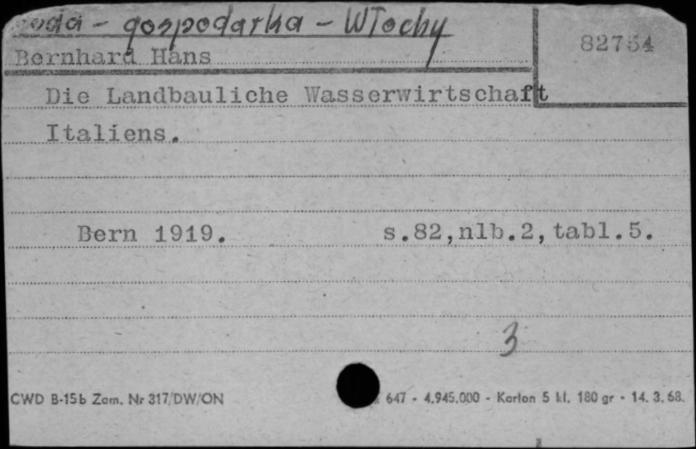 woda - gospodarka - Włochy
Bernhard Hans
82754
Die Landbauliche Wasserwirtschaft
Italiens.
Bern 1919. s.82,nlb.2,tabl.5.
3
CWD B-15b Zam. Nr 317/DW/ON 647 - 4.945.000 - Karton 5 kl. 180 gr - 14. 3. 68.